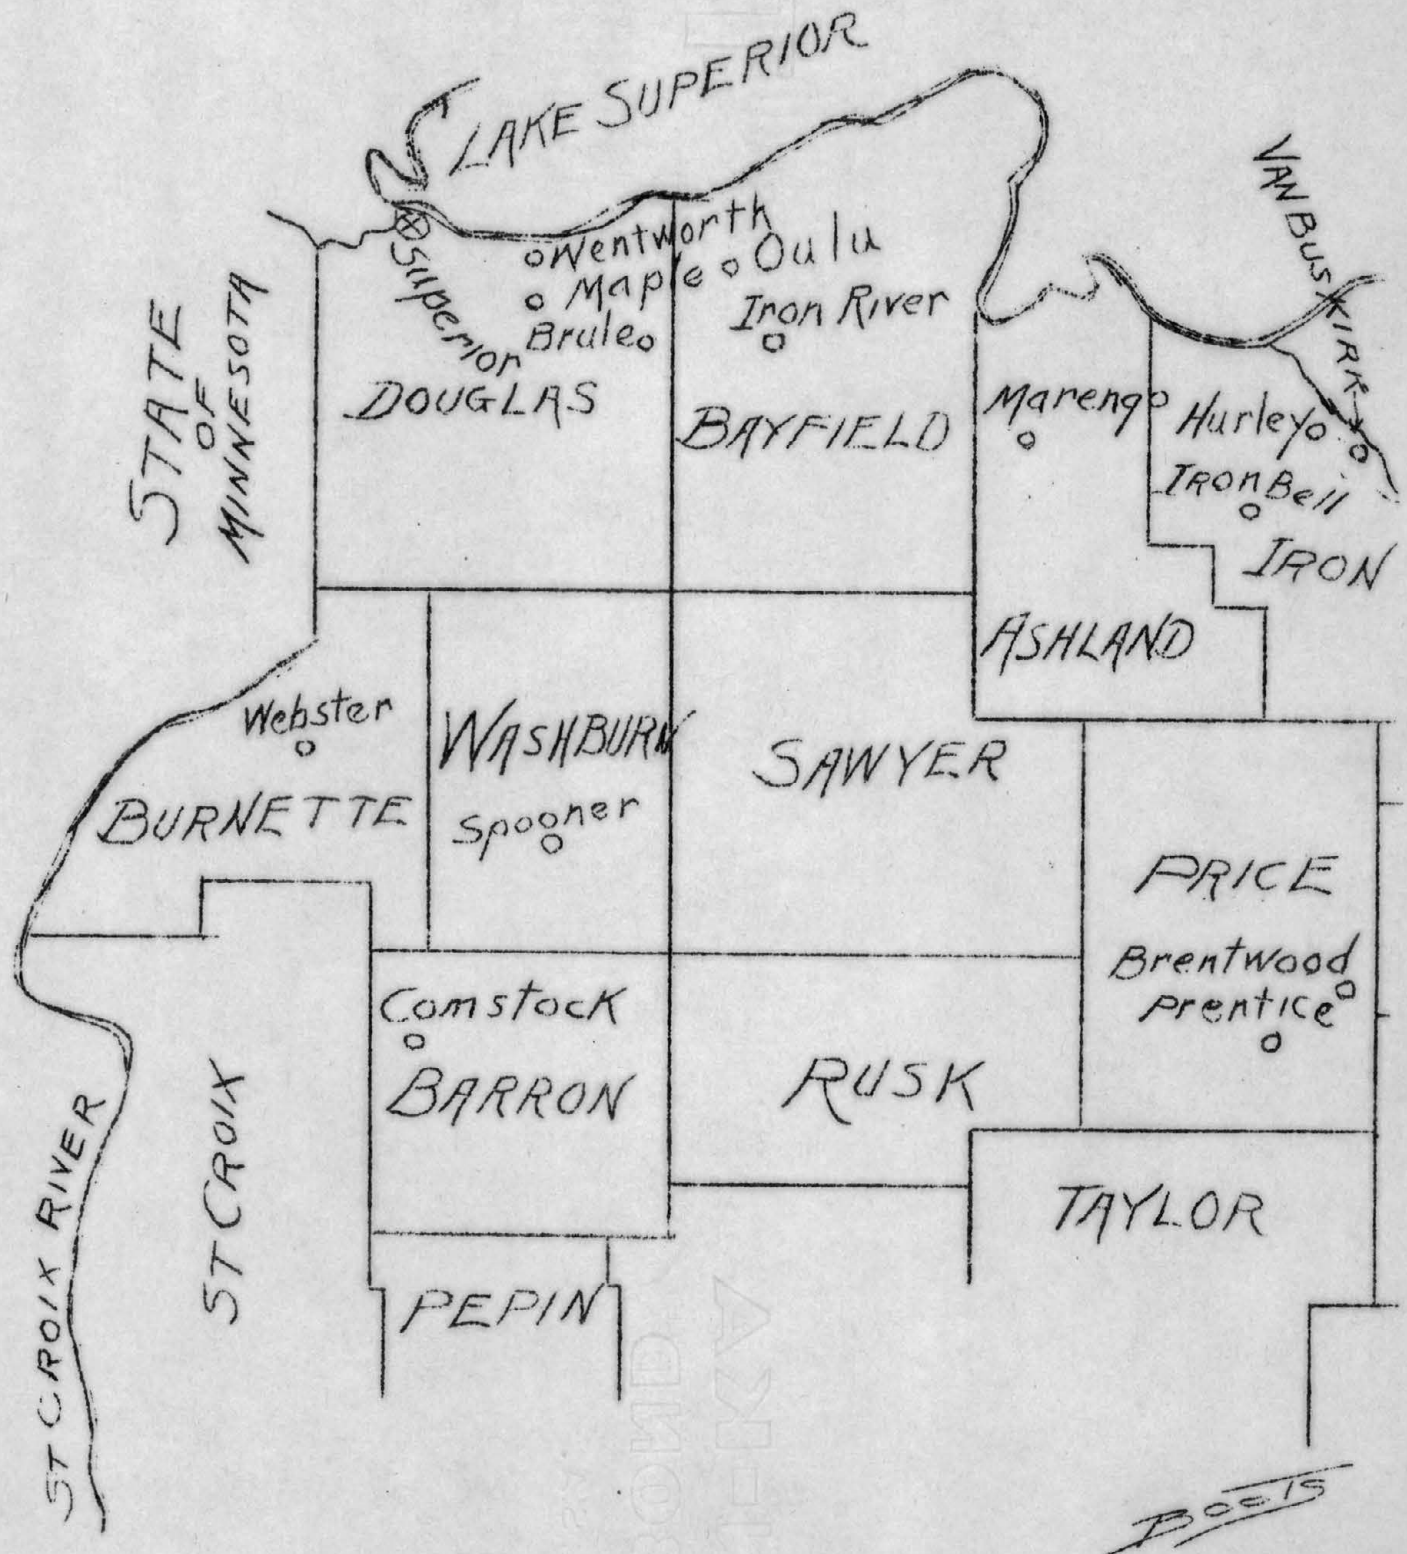 LAKE SUPERIOR
VAN BUSKIRK
STATE
OF
MINNESOTA
Superior
Wentworth
Maple
Oulu
Brule
Iron River
DOUGLAS
BAYFIELD
Marengo
Hurley
Iron Bell
IRON
ASHLAND
Webster
BURNETTE
WASHBURN
Spooner
SAWYER
PRICE
Brentwood
Prentice
Comstock
BARRON
RUSK
TAYLOR
ST CROIX RIVER
ST CROIX
PEPIN
Boots